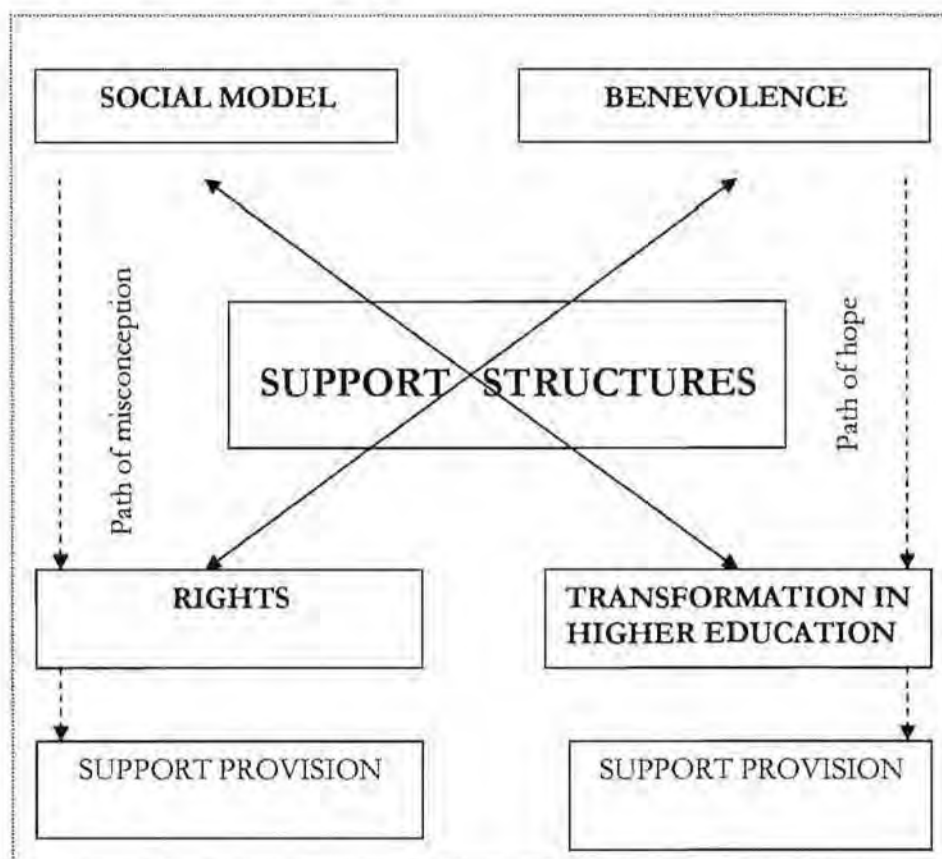 SOCIAL MODEL
BENEVOLENCE
Path of misconception
SUPPORT STRUCTURES
Path of hope
RIGHTS
TRANSFORMATION IN
HIGHER EDUCATION
SUPPORT PROVISION
SUPPORT PROVISION